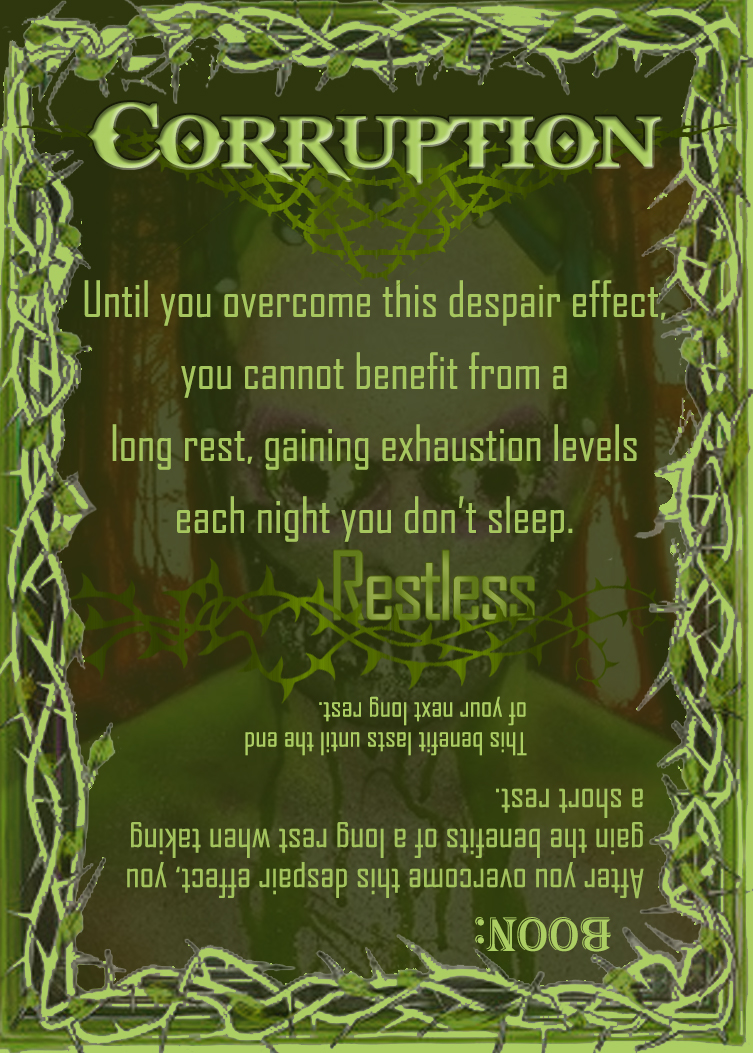 CORRUPTION
Until you overcome this despair effect,
you cannot benefit from a
long rest, gaining exhaustion levels
each night you don't sleep.
Restless
BOON:
After you overcome this despair effect, you
gain the benefits of a long rest when taking
a short rest.
This benefit lasts until the end
of your next long rest.